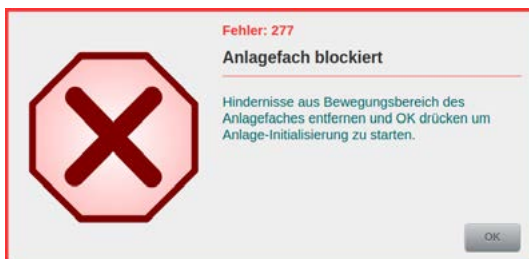 Fehler: 277
Anlagefach blockiert
Hindernisse aus Bewegungsbereich des
Anlagefaches entfernen und OK drücken um
Anlage-Initialisierung zu starten.
OK